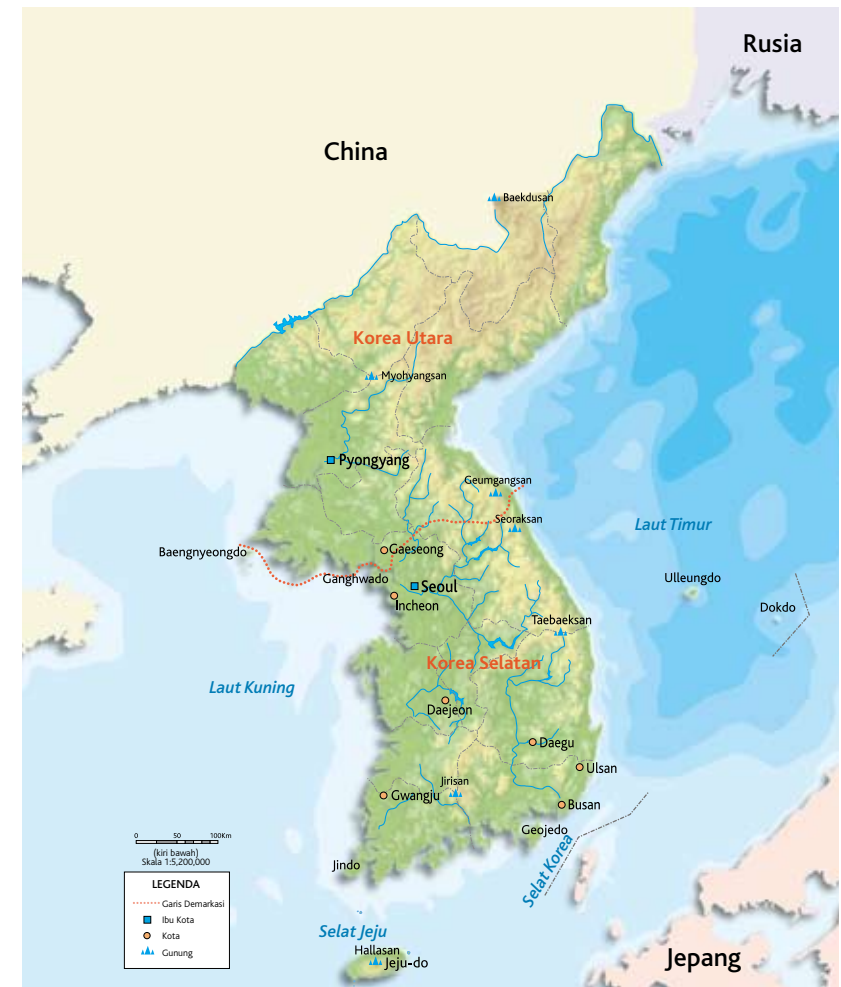 Rusia
China
Baekdusan
Korea Utara
Myohyangsan
Pyongyang
Geumgangsan
Seoraksan
Laut Timur
Baengnyeongdo
Gaeseong
Ganghwado
Seoul
Ulleungdo
Incheon
Dokdo
Taebaeksan
Korea Selatan
Laut Kuning
Daejeon
Daegu
Ulsan
Jirisan
Gwangju
Busan
Geojedo
Selat Korea
Jindo
0 50 100Km
(kiri bawah)
Skala 1:5,200,000
LEGENDA
Garis Demarkasi
Ibu Kota
Kota
Gunung
Selat Jeju
Hallasan
Jeju-do
Jepang